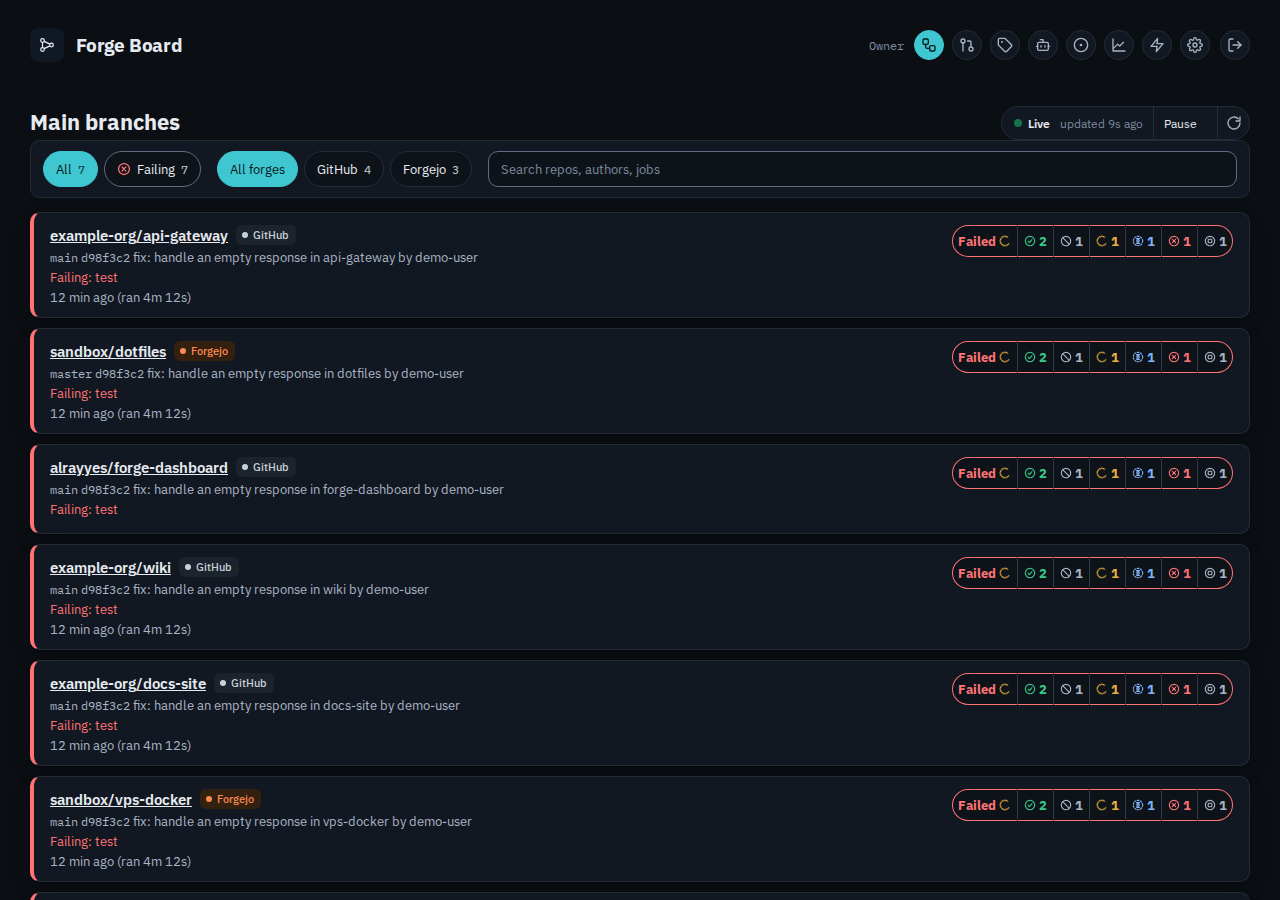 Forge Board
Owner
Main branches
Live updated 9s ago Pause
All 7 Failing 7 All forges GitHub 4 Forgejo 3 Search repos, authors, jobs
example-org/api-gateway GitHub Failed 2 1 1 1 1 1
main d98f3c2 fix: handle an empty response in api-gateway by demo-user
Failing: test
12 min ago (ran 4m 12s)
sandbox/dotfiles Forgejo Failed 2 1 1 1 1 1
master d98f3c2 fix: handle an empty response in dotfiles by demo-user
Failing: test
12 min ago (ran 4m 12s)
alrayyes/forge-dashboard GitHub Failed 2 1 1 1 1 1
main d98f3c2 fix: handle an empty response in forge-dashboard by demo-user
Failing: test
example-org/wiki GitHub Failed 2 1 1 1 1 1
main d98f3c2 fix: handle an empty response in wiki by demo-user
Failing: test
12 min ago (ran 4m 12s)
example-org/docs-site GitHub Failed 2 1 1 1 1 1
main d98f3c2 fix: handle an empty response in docs-site by demo-user
Failing: test
12 min ago (ran 4m 12s)
sandbox/vps-docker Forgejo Failed 2 1 1 1 1 1
main d98f3c2 fix: handle an empty response in vps-docker by demo-user
Failing: test
12 min ago (ran 4m 12s)